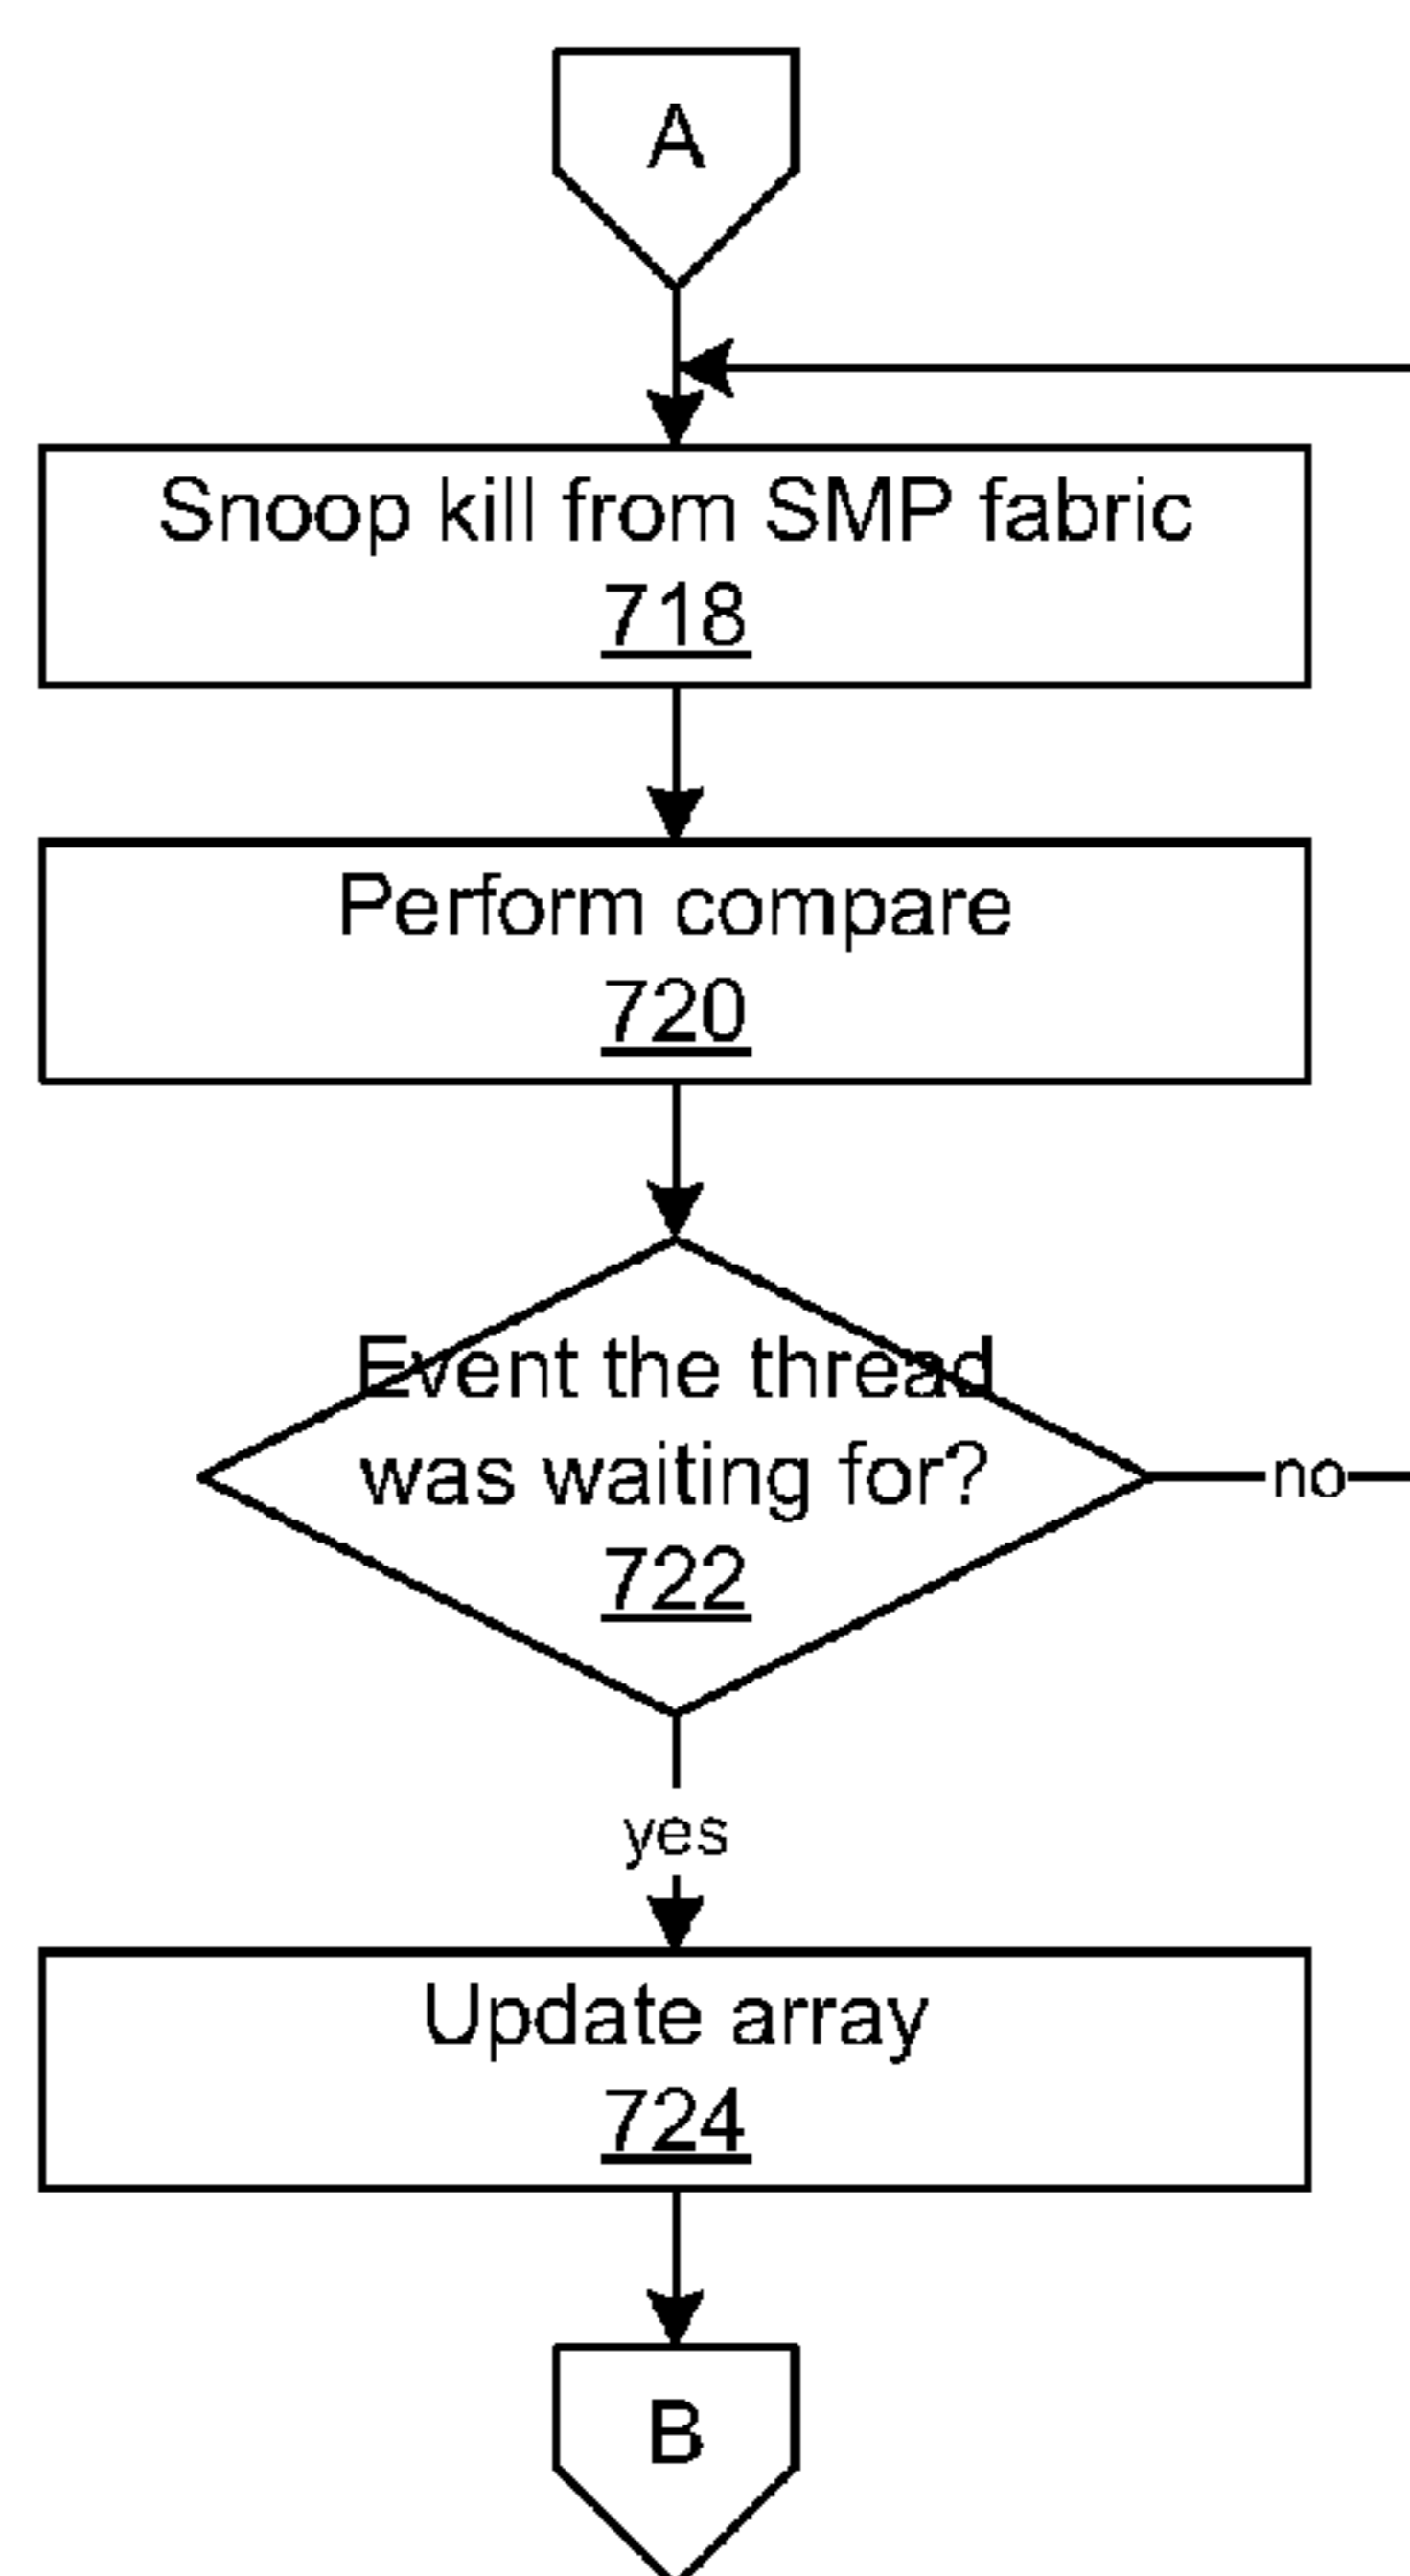 A
Snoop kill from SMP fabric
718
Perform compare
720
Event the thread
was waiting for?
722
no
yes
Update array
724
B